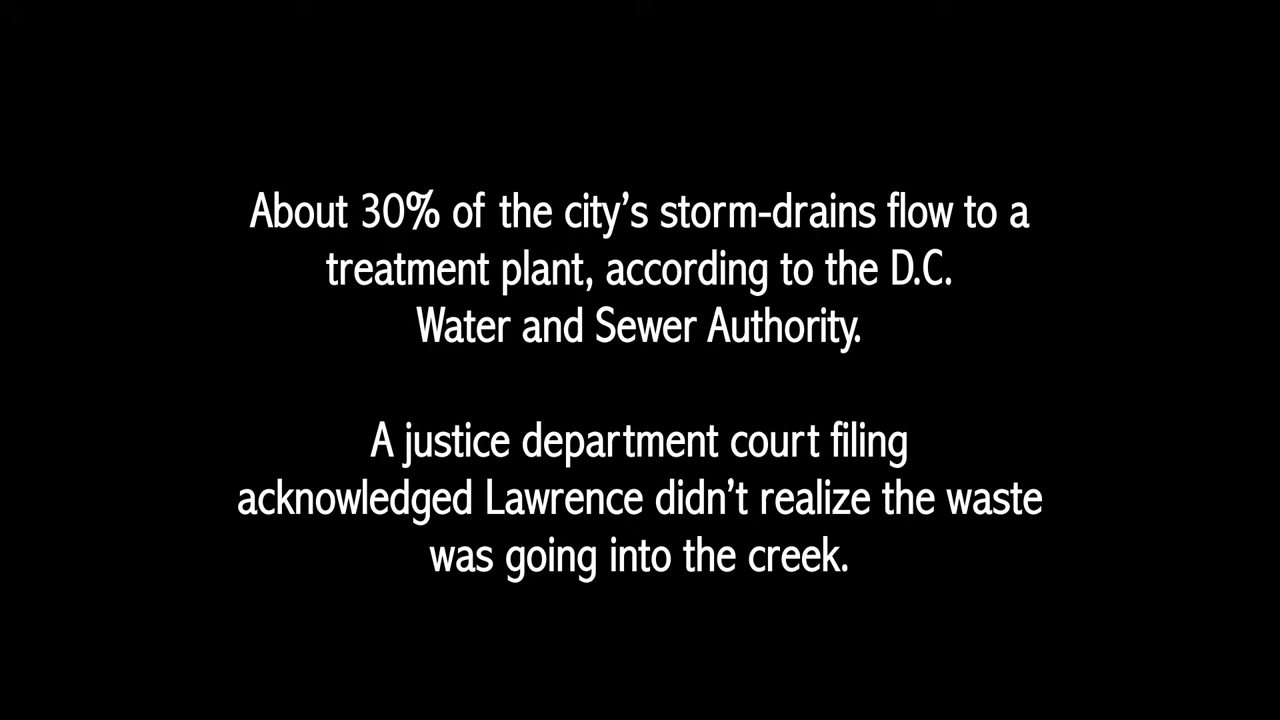 About 30% of the city’s storm-drains flow to a
treatment plant, according to the D.C.
Water and Sewer Authority.
A justice department court filing
acknowledged Lawrence didn’t realize the waste
was going into the creek.